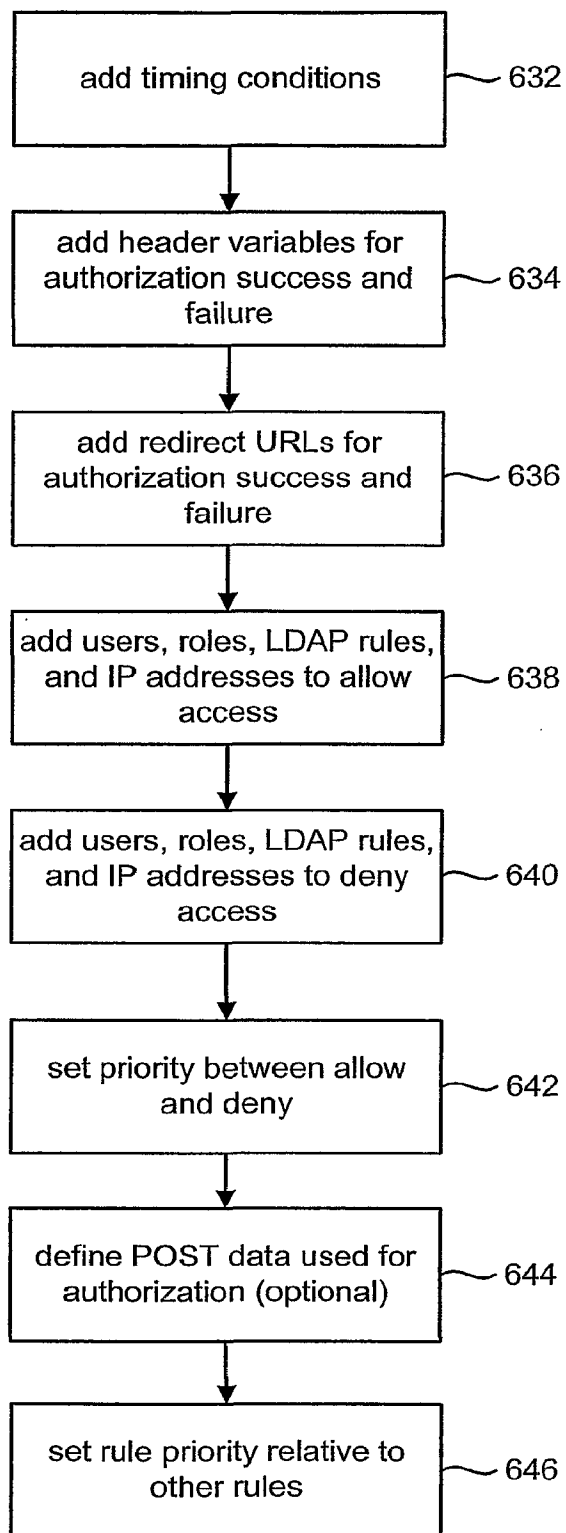 add timing conditions
632
add header variables for
authorization success and
failure
634
add redirect URLs for
authorization success and
failure
636
add users, roles, LDAP rules,
and IP addresses to allow
access
638
add users, roles, LDAP rules,
and IP addresses to deny
access
640
set priority between allow
and deny
642
define POST data used for
authorization (optional)
644
set rule priority relative to
other rules
646